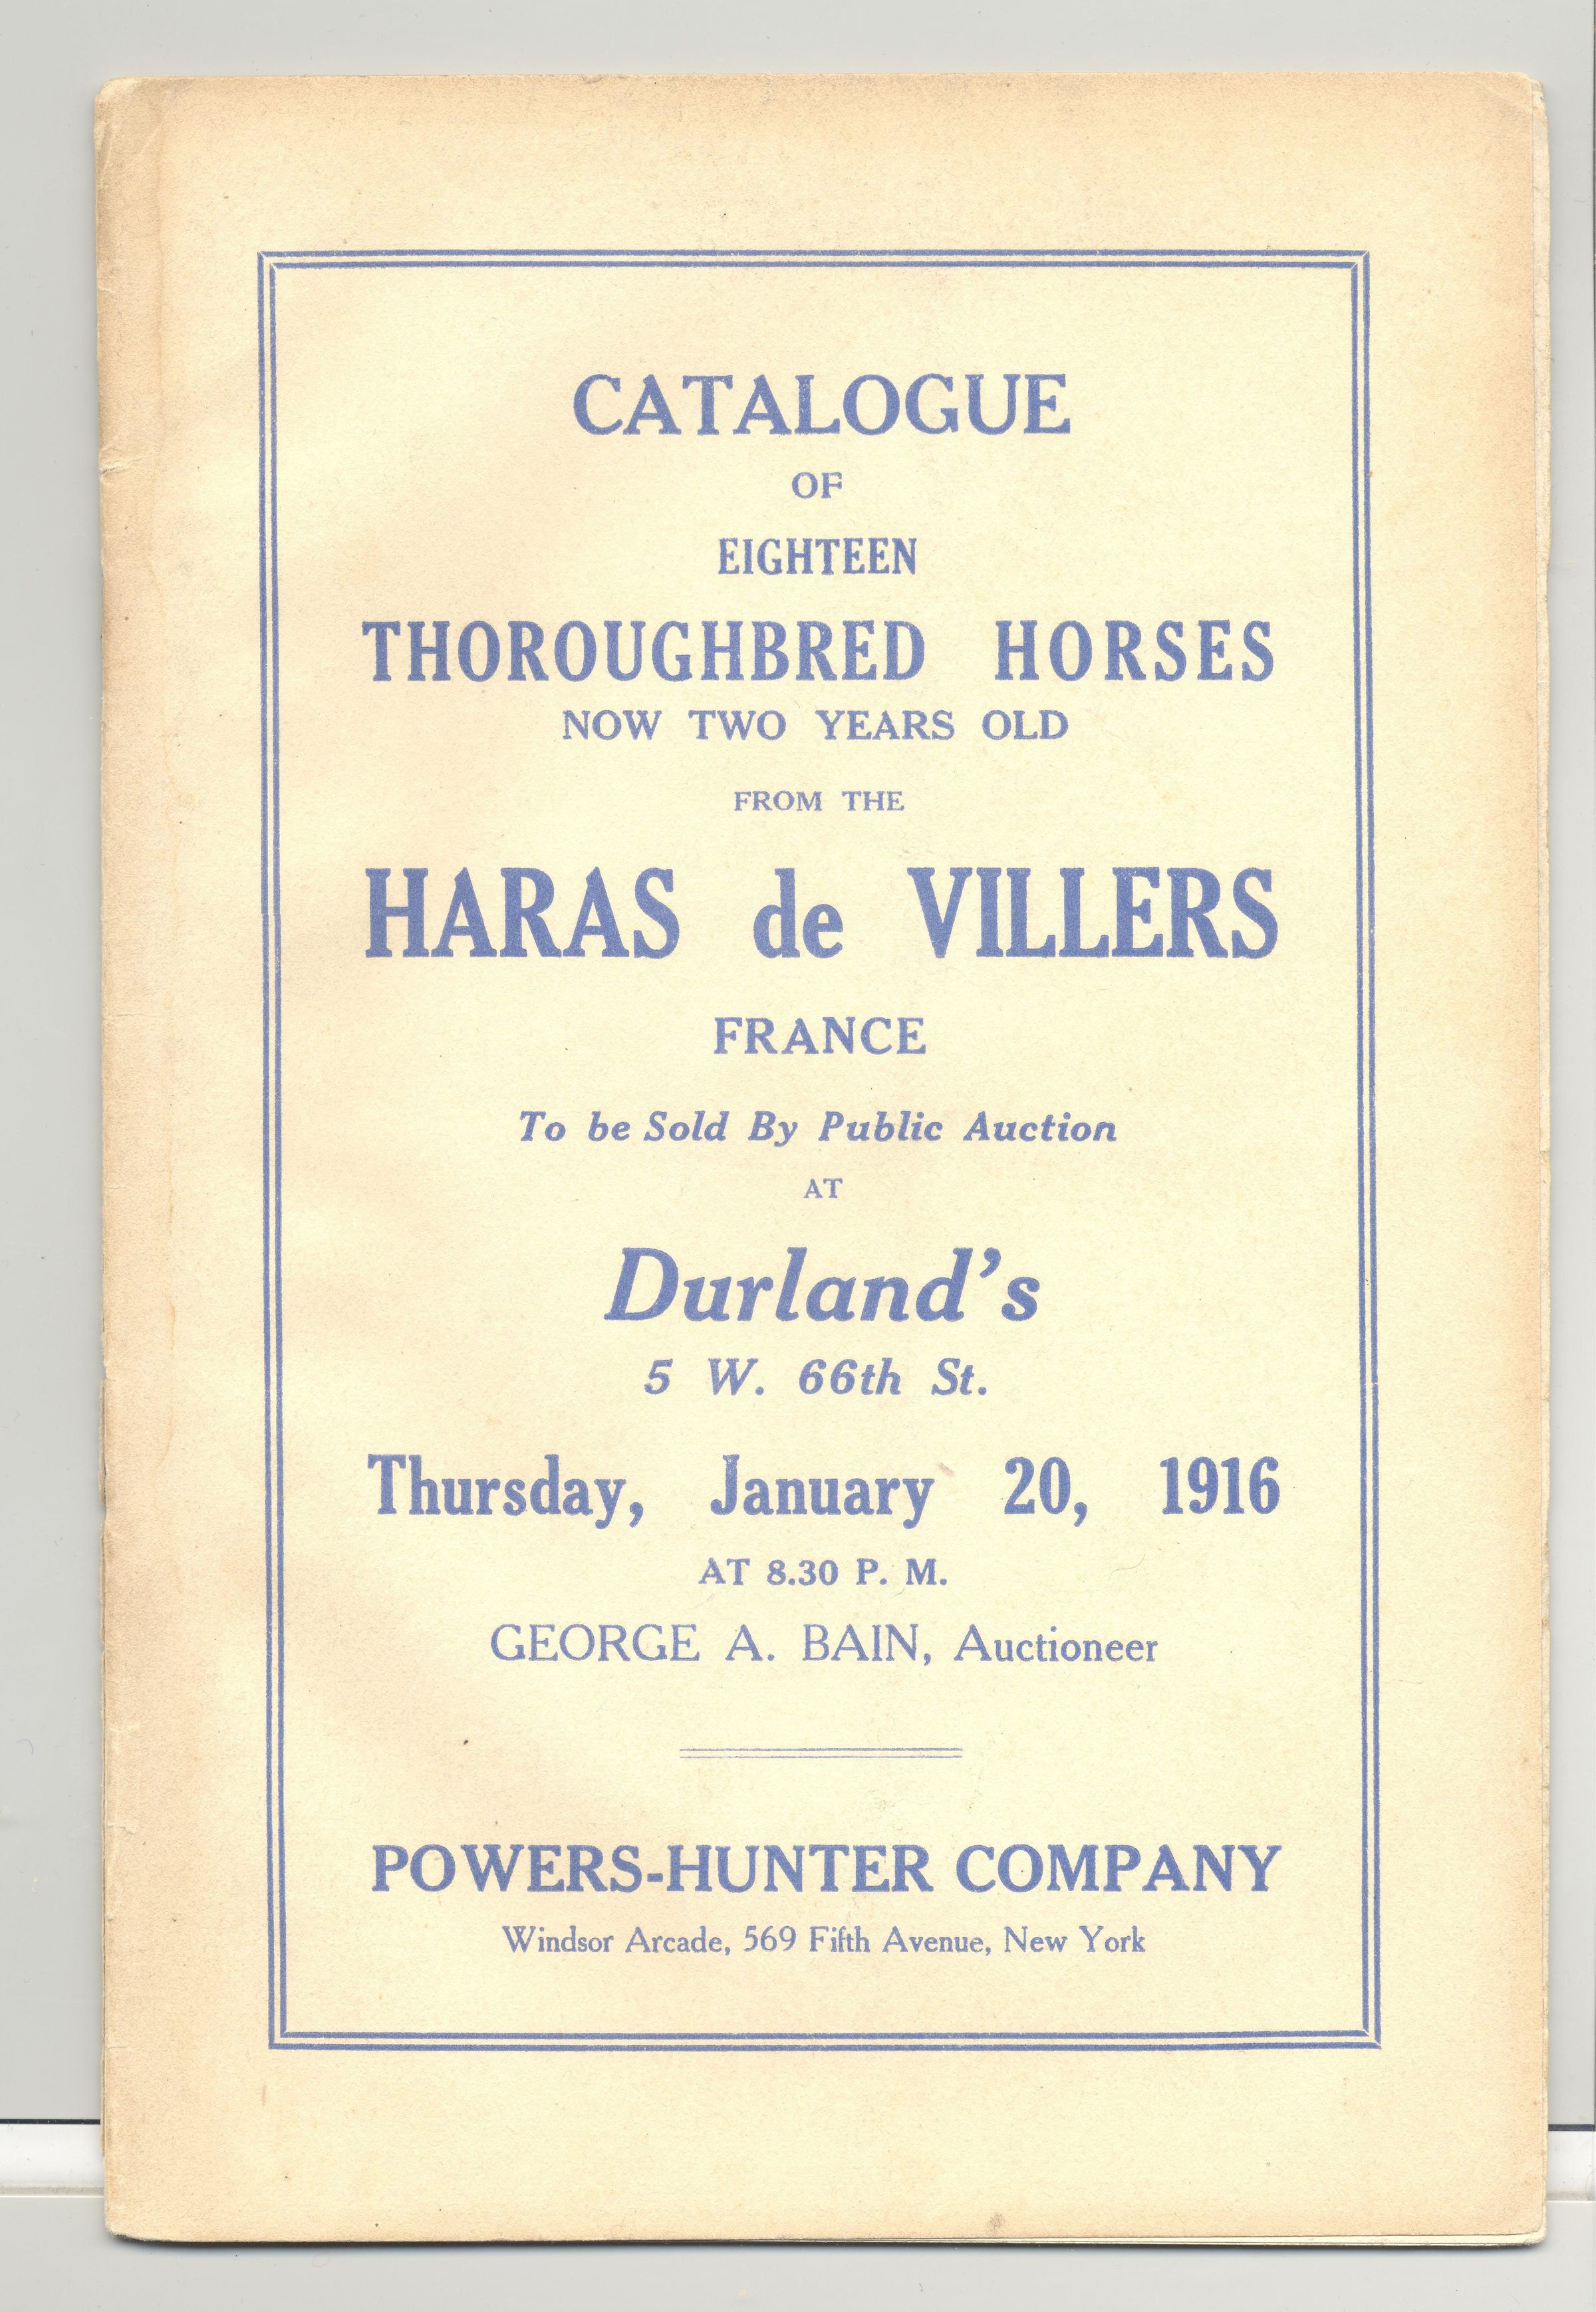 CATALOGUE
OF
EIGHTEEN
THOROUGHBRED HORSES
NOW TWO YEARS OLD
FROM THE
HARAS de VILLERS
FRANCE
To be Sold By Public Auction
AT
Durland's
5 W. 66th St.
Thursday, January 20, 1916
AT 8.30 P. M.
GEORGE A. BAIN, Auctioneer
POWERS-HUNTER COMPANY
Windsor Arcade, 569 Fifth Avenue, New York